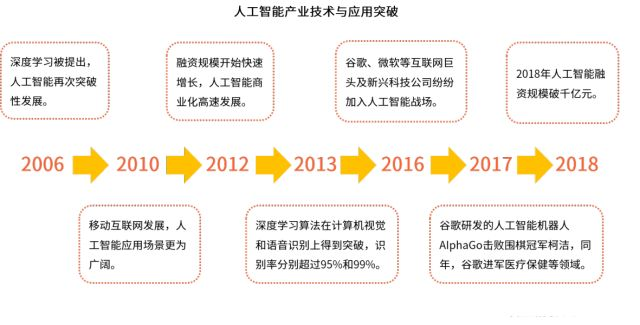 人工智能产业技术与应用突破
深度学习被提出，
人工智能再次突破
性发展。
融资规模开始快速
增长，人工智能商
业化高速发展。
谷歌、微软等互联网巨
头及新兴科技公司纷纷
加入人工智能战场。
2018年人工智能融
资规模破千亿元。
2006
2010
2012
2013
2016
2017
2018
移动互联网发展，人
工智能应用场景更为
广阔。
深度学习算法在计算机视觉
和语音识别上得到突破，识
别率分别超过95%和99%。
谷歌研发的人工智能机器人
AlphaGo击败围棋冠军柯洁，同
年，谷歌进军医疗保健等领域。